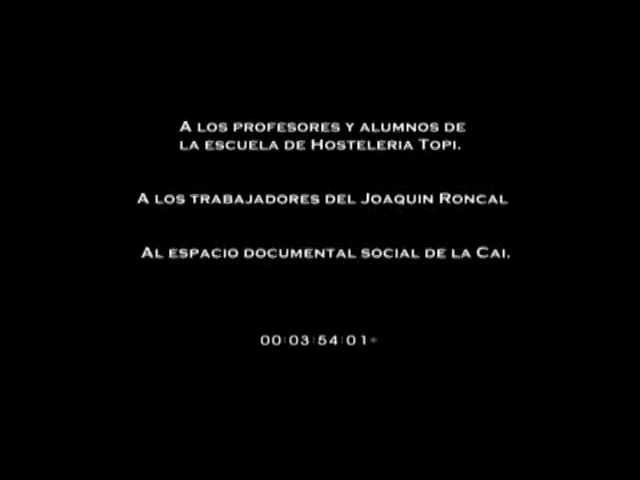 A LOS PROFESORES Y ALUMNOS DE
LA ESCUELA DE HOSTELERIA TOPI.
A LOS TRABAJADORES DEL JOAQUIN RONCAL
AL ESPACIO DOCUMENTAL SOCIAL DE LA CAI.
00:03:54:01